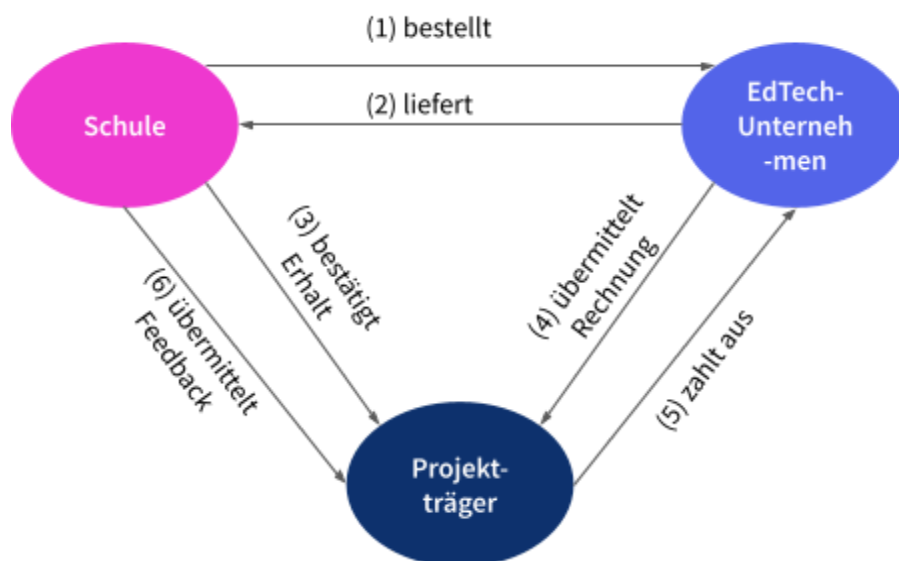 (1) bestellt
Schule
(2) liefert
EdTech-
Unterneh
-men
(3) bestätigt
Erhalt
(4) übermittelt
Rechnung
(6) übermittelt
Feedback
(5) zahlt aus
Projekt-
träger